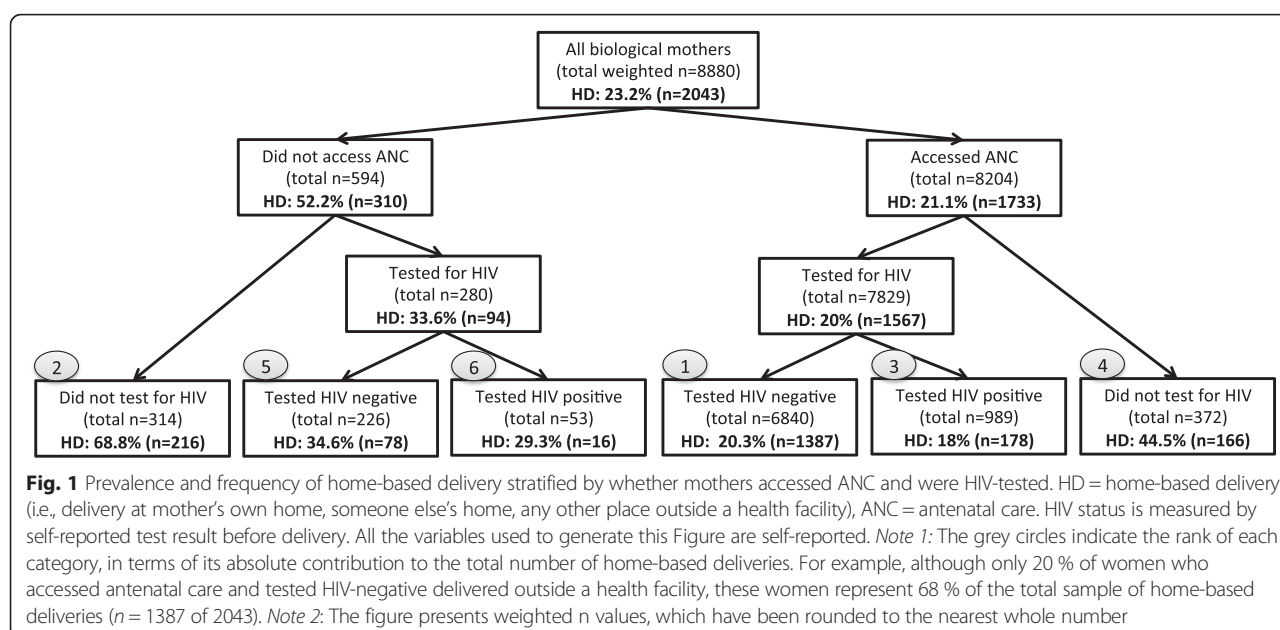 All biological mothers
(total weighted n=8880)
HD: 23.2% (n=2043)
Did not access ANC
(total n=594)
HD: 52.2% (n=310)
Accessed ANC
(total n=8204)
HD: 21.1% (n=1733)
Tested for HIV
(total n=280)
HD: 33.6% (n=94)
Tested for HIV
(total n=7829)
HD: 20% (n=1567)
2
Did not test for HIV
(total n=314)
HD: 68.8% (n=216)
5
Tested HIV negative
(total n=226)
HD: 34.6% (n=78)
6
Tested HIV positive
(total n=53)
HD: 29.3% (n=16)
1
Tested HIV negative
(total n=6840)
HD: 20.3% (n=1387)
3
Tested HIV positive
(total n=989)
HD: 18% (n=178)
4
Did not test for HIV
(total n=372)
HD: 44.5% (n=166)
Fig. 1 Prevalence and frequency of home-based delivery stratified by whether mothers accessed ANC and were HIV-tested. HD = home-based delivery
(i.e., delivery at mother's own home, someone else's home, any other place outside a health facility), ANC = antenatal care. HIV status is measured by
self-reported test result before delivery. All the variables used to generate this Figure are self-reported. Note 1: The grey circles indicate the rank of each
category, in terms of its absolute contribution to the total number of home-based deliveries. For example, although only 20 % of women who
accessed antenatal care and tested HIV-negative delivered outside a health facility, these women represent 68 % of the total sample of home-based
deliveries (n = 1387 of 2043). Note 2: The figure presents weighted n values, which have been rounded to the nearest whole number